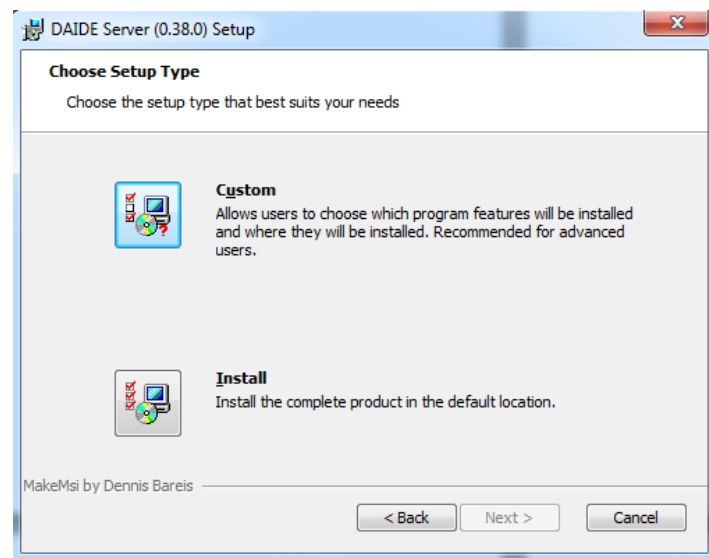 DAIDE Server (0.38.0) Setup
Choose Setup Type
Choose the setup type that best suits your needs
Custom
Allows users to choose which program features will be installed
and where they will be installed. Recommended for advanced
users.
Install
Install the complete product in the default location.
MakeMsi by Dennis Bareis
< Back Next > Cancel